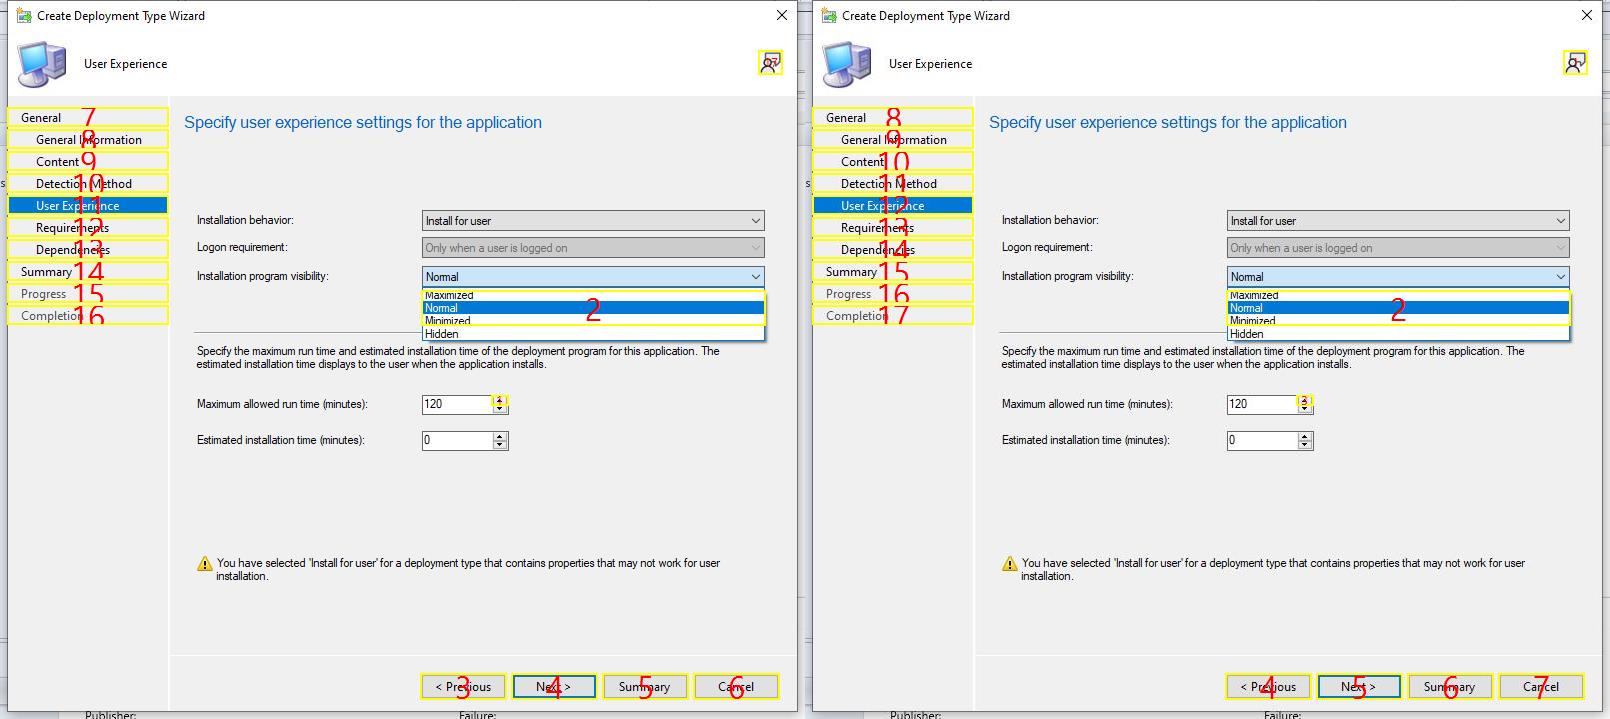 Create Deployment Type Wizard
User Experience
17
General 7
General Information 8
Content 9
Detection Method 10
User Experience 11
Requirements 12
Dependencies 13
Summary 14
Progress 15
Completion 16
Specify user experience settings for the application
Installation behavior: Install for user
Logon requirement: Only when a user is logged on
Installation program visibility: Normal
Maximized
Normal 2
Minimized
Hidden
Specify the maximum run time and estimated installation time of the deployment program for this application. The
estimated installation time displays to the user when the application installs.
Maximum allowed run time (minutes): 120
Estimated installation time (minutes): 0
You have selected 'Install for user' for a deployment type that contains properties that may not work for user
installation.
< Previous 3 Next > 4 Summary 5 Cancel 6
Publisher: Failure:
Create Deployment Type Wizard
User Experience
General 8
General Information 9
Content 10
Detection Method 11
User Experience 12
Requirements 13
Dependencies 14
Summary 15
Progress 16
Completion 17
Specify user experience settings for the application
Installation behavior: Install for user
Logon requirement: Only when a user is logged on
Installation program visibility: Normal
Maximized
Normal 2
Minimized
Hidden
Specify the maximum run time and estimated installation time of the deployment program for this application. The
estimated installation time displays to the user when the application installs.
Maximum allowed run time (minutes): 120 3
Estimated installation time (minutes): 0
You have selected 'Install for user' for a deployment type that contains properties that may not work for user
installation.
< Previous 4 Next > 5 Summary 6 Cancel 7
Publisher: Failure: